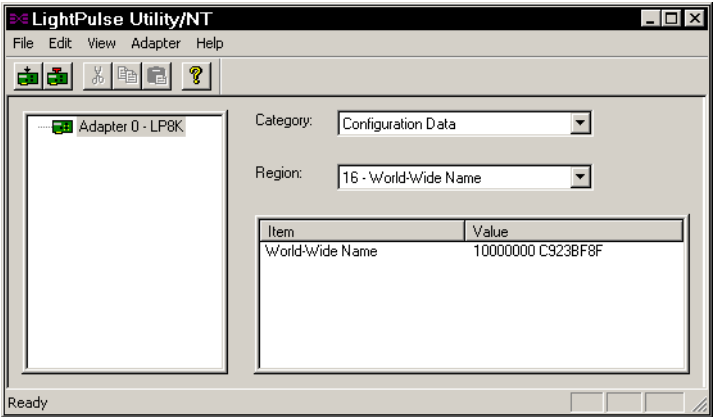 LightPulse Utility/NT
File Edit View Adapter Help
Adapter 0 - LP8K
Category: Configuration Data
Region: 16 - World-Wide Name
Item Value
World-Wide Name 10000000 C923BF8F
Ready